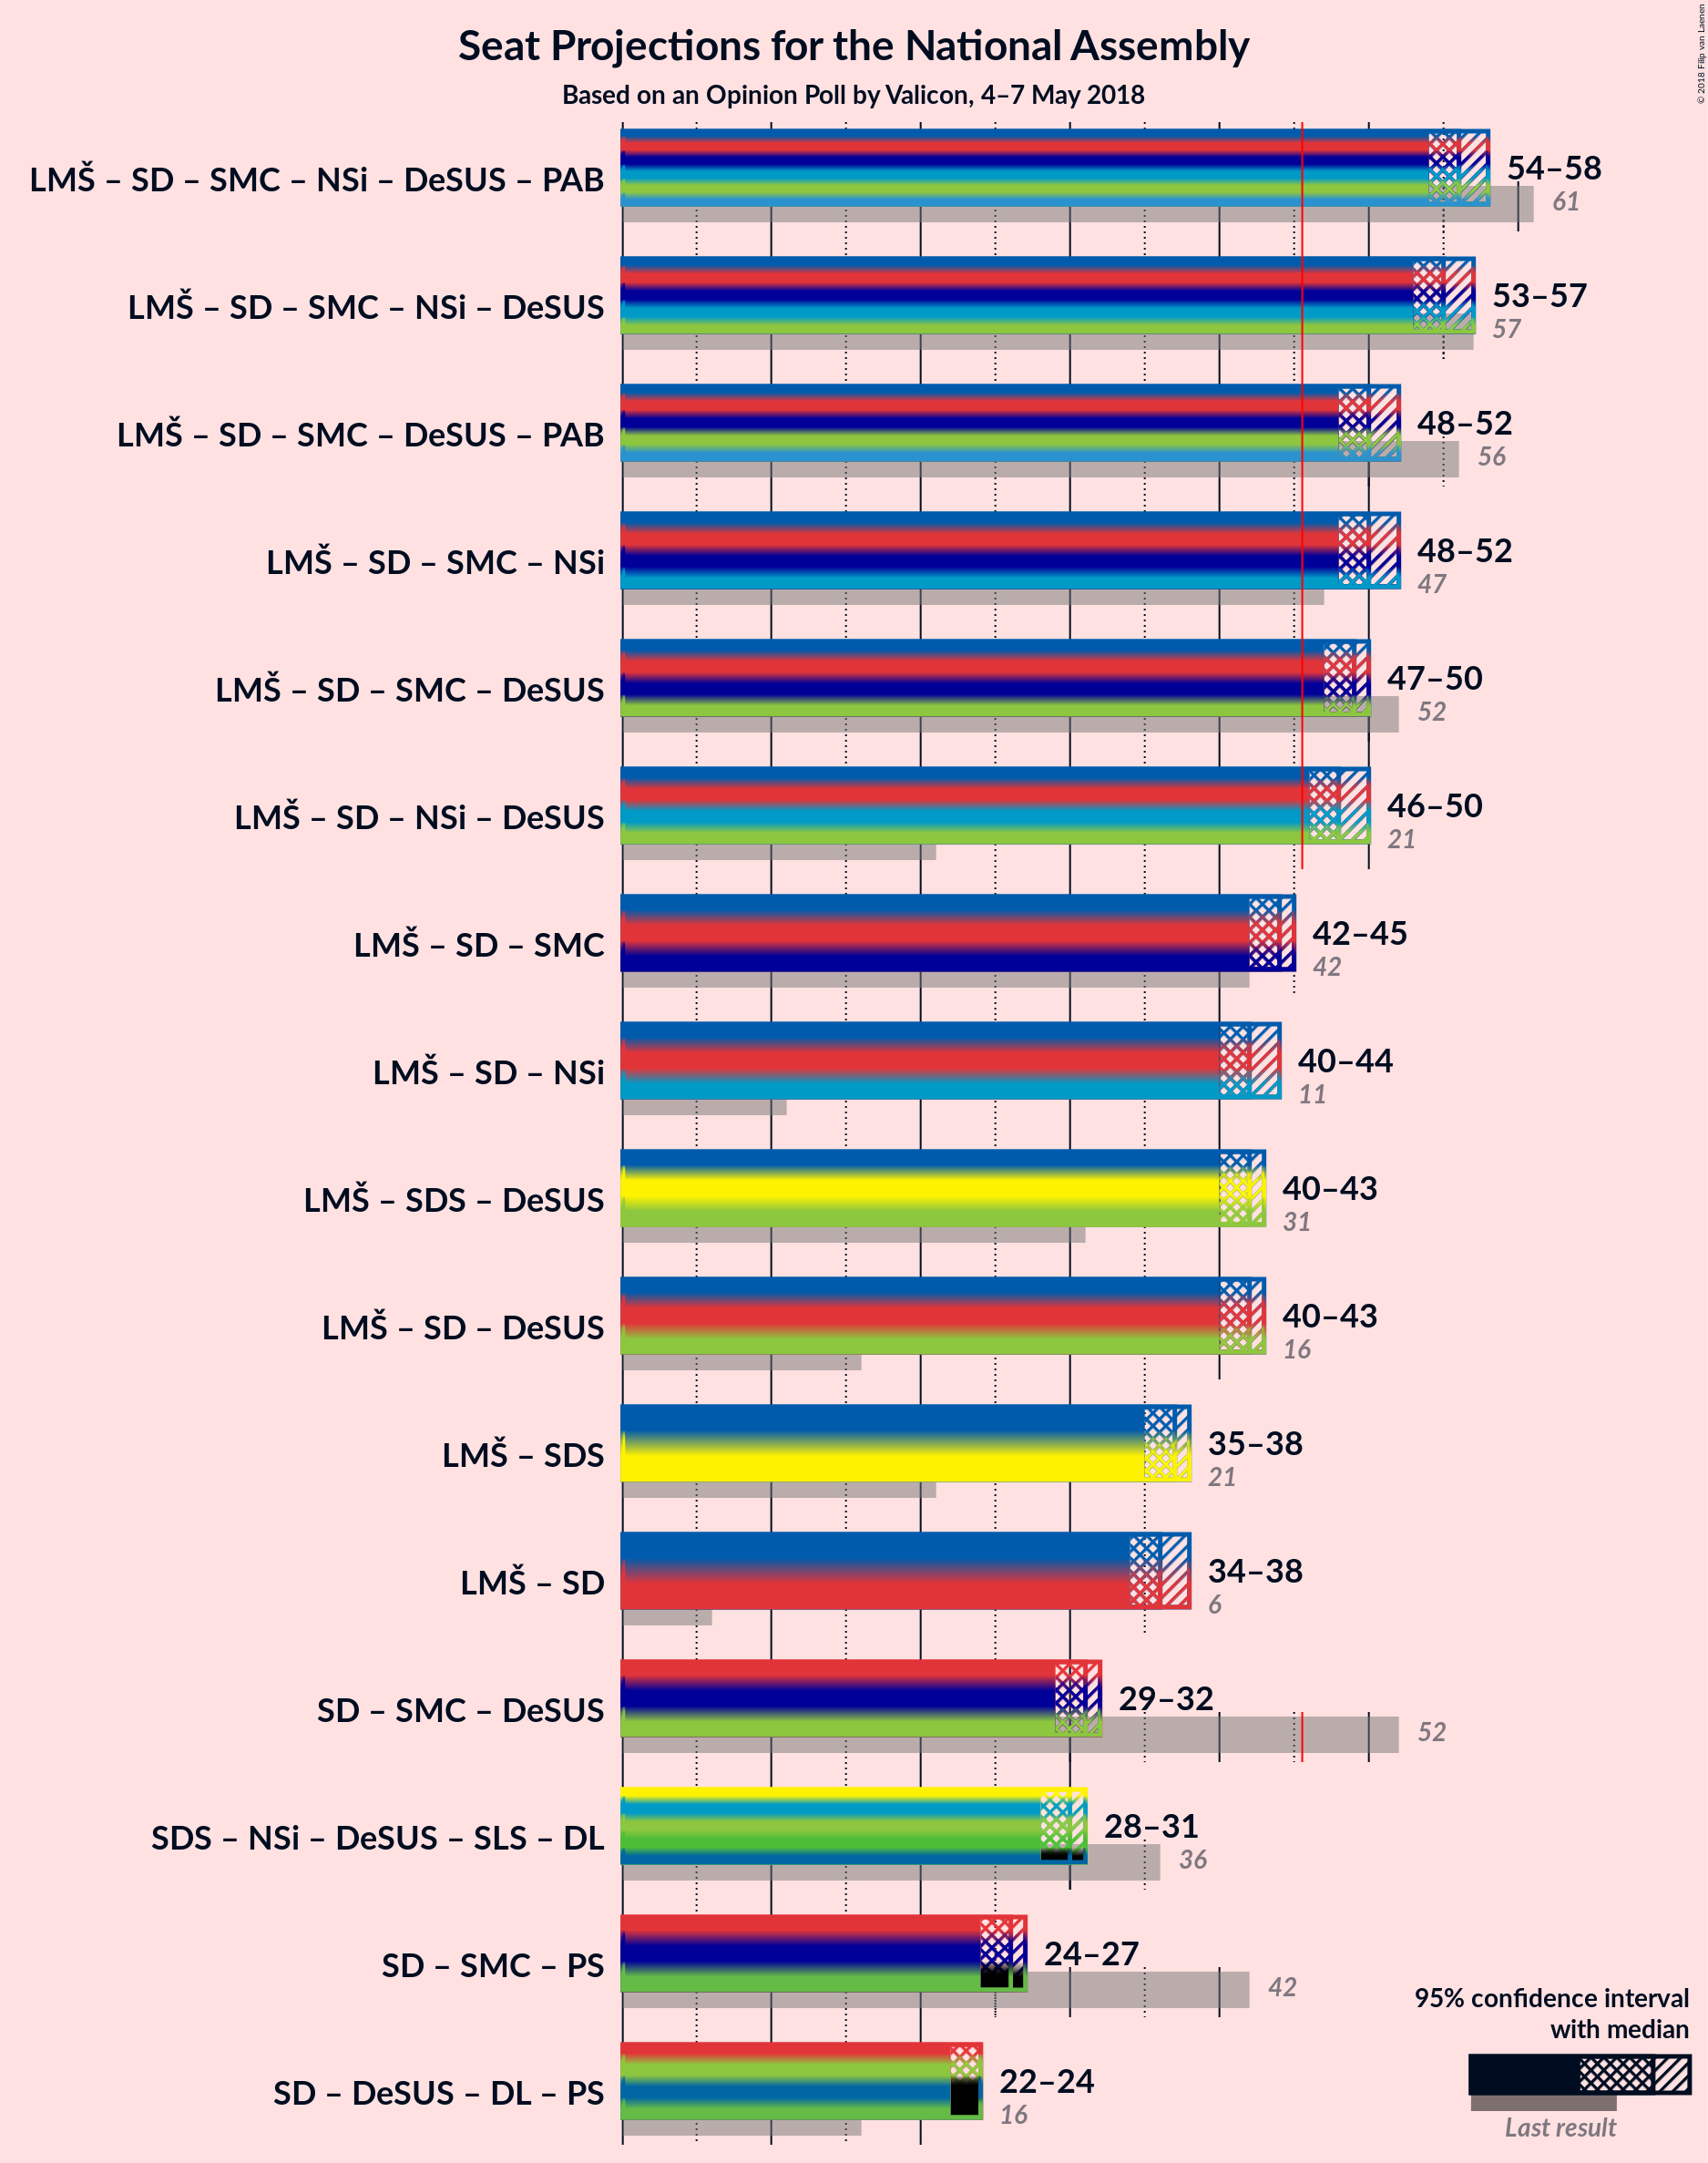 Seat Projections for the National Assembly
Based on an Opinion Poll by Valicon, 4–7 May 2018
© 2018 Filip van Laenen
LMŠ – SD – SMC – NSi – DeSUS – PAB
54–58
61
LMŠ – SD – SMC – NSi – DeSUS
53–57
57
LMŠ – SD – SMC – DeSUS – PAB
48–52
56
LMŠ – SD – SMC – NSi
48–52
47
LMŠ – SD – SMC – DeSUS
47–50
52
LMŠ – SD – NSi – DeSUS
46–50
21
LMŠ – SD – SMC
42–45
42
LMŠ – SD – NSi
40–44
11
LMŠ – SDS – DeSUS
40–43
31
LMŠ – SD – DeSUS
40–43
16
LMŠ – SDS
35–38
21
LMŠ – SD
34–38
6
SD – SMC – DeSUS
29–32
52
SDS – NSi – DeSUS – SLS – DL
28–31
36
SD – SMC – PS
24–27
42
SD – DeSUS – DL – PS
22–24
16
95% confidence interval
with median
Last result